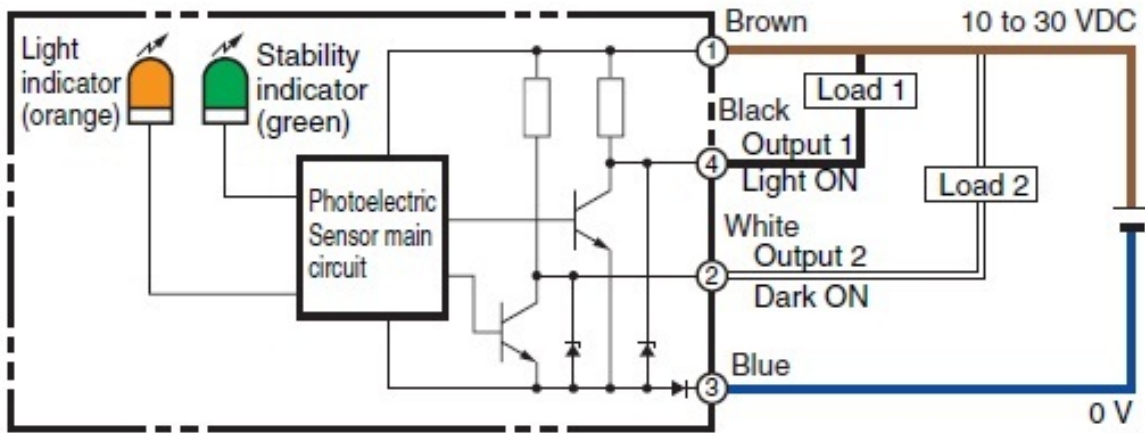 Light
indicator
(orange)
Stability
indicator
(green)
Photoelectric
Sensor main
circuit
Brown
10 to 30 VDC
1
Load 1
Black
Output 1
4
Light ON
Load 2
White
Output 2
2
Dark ON
Blue
3
0 V